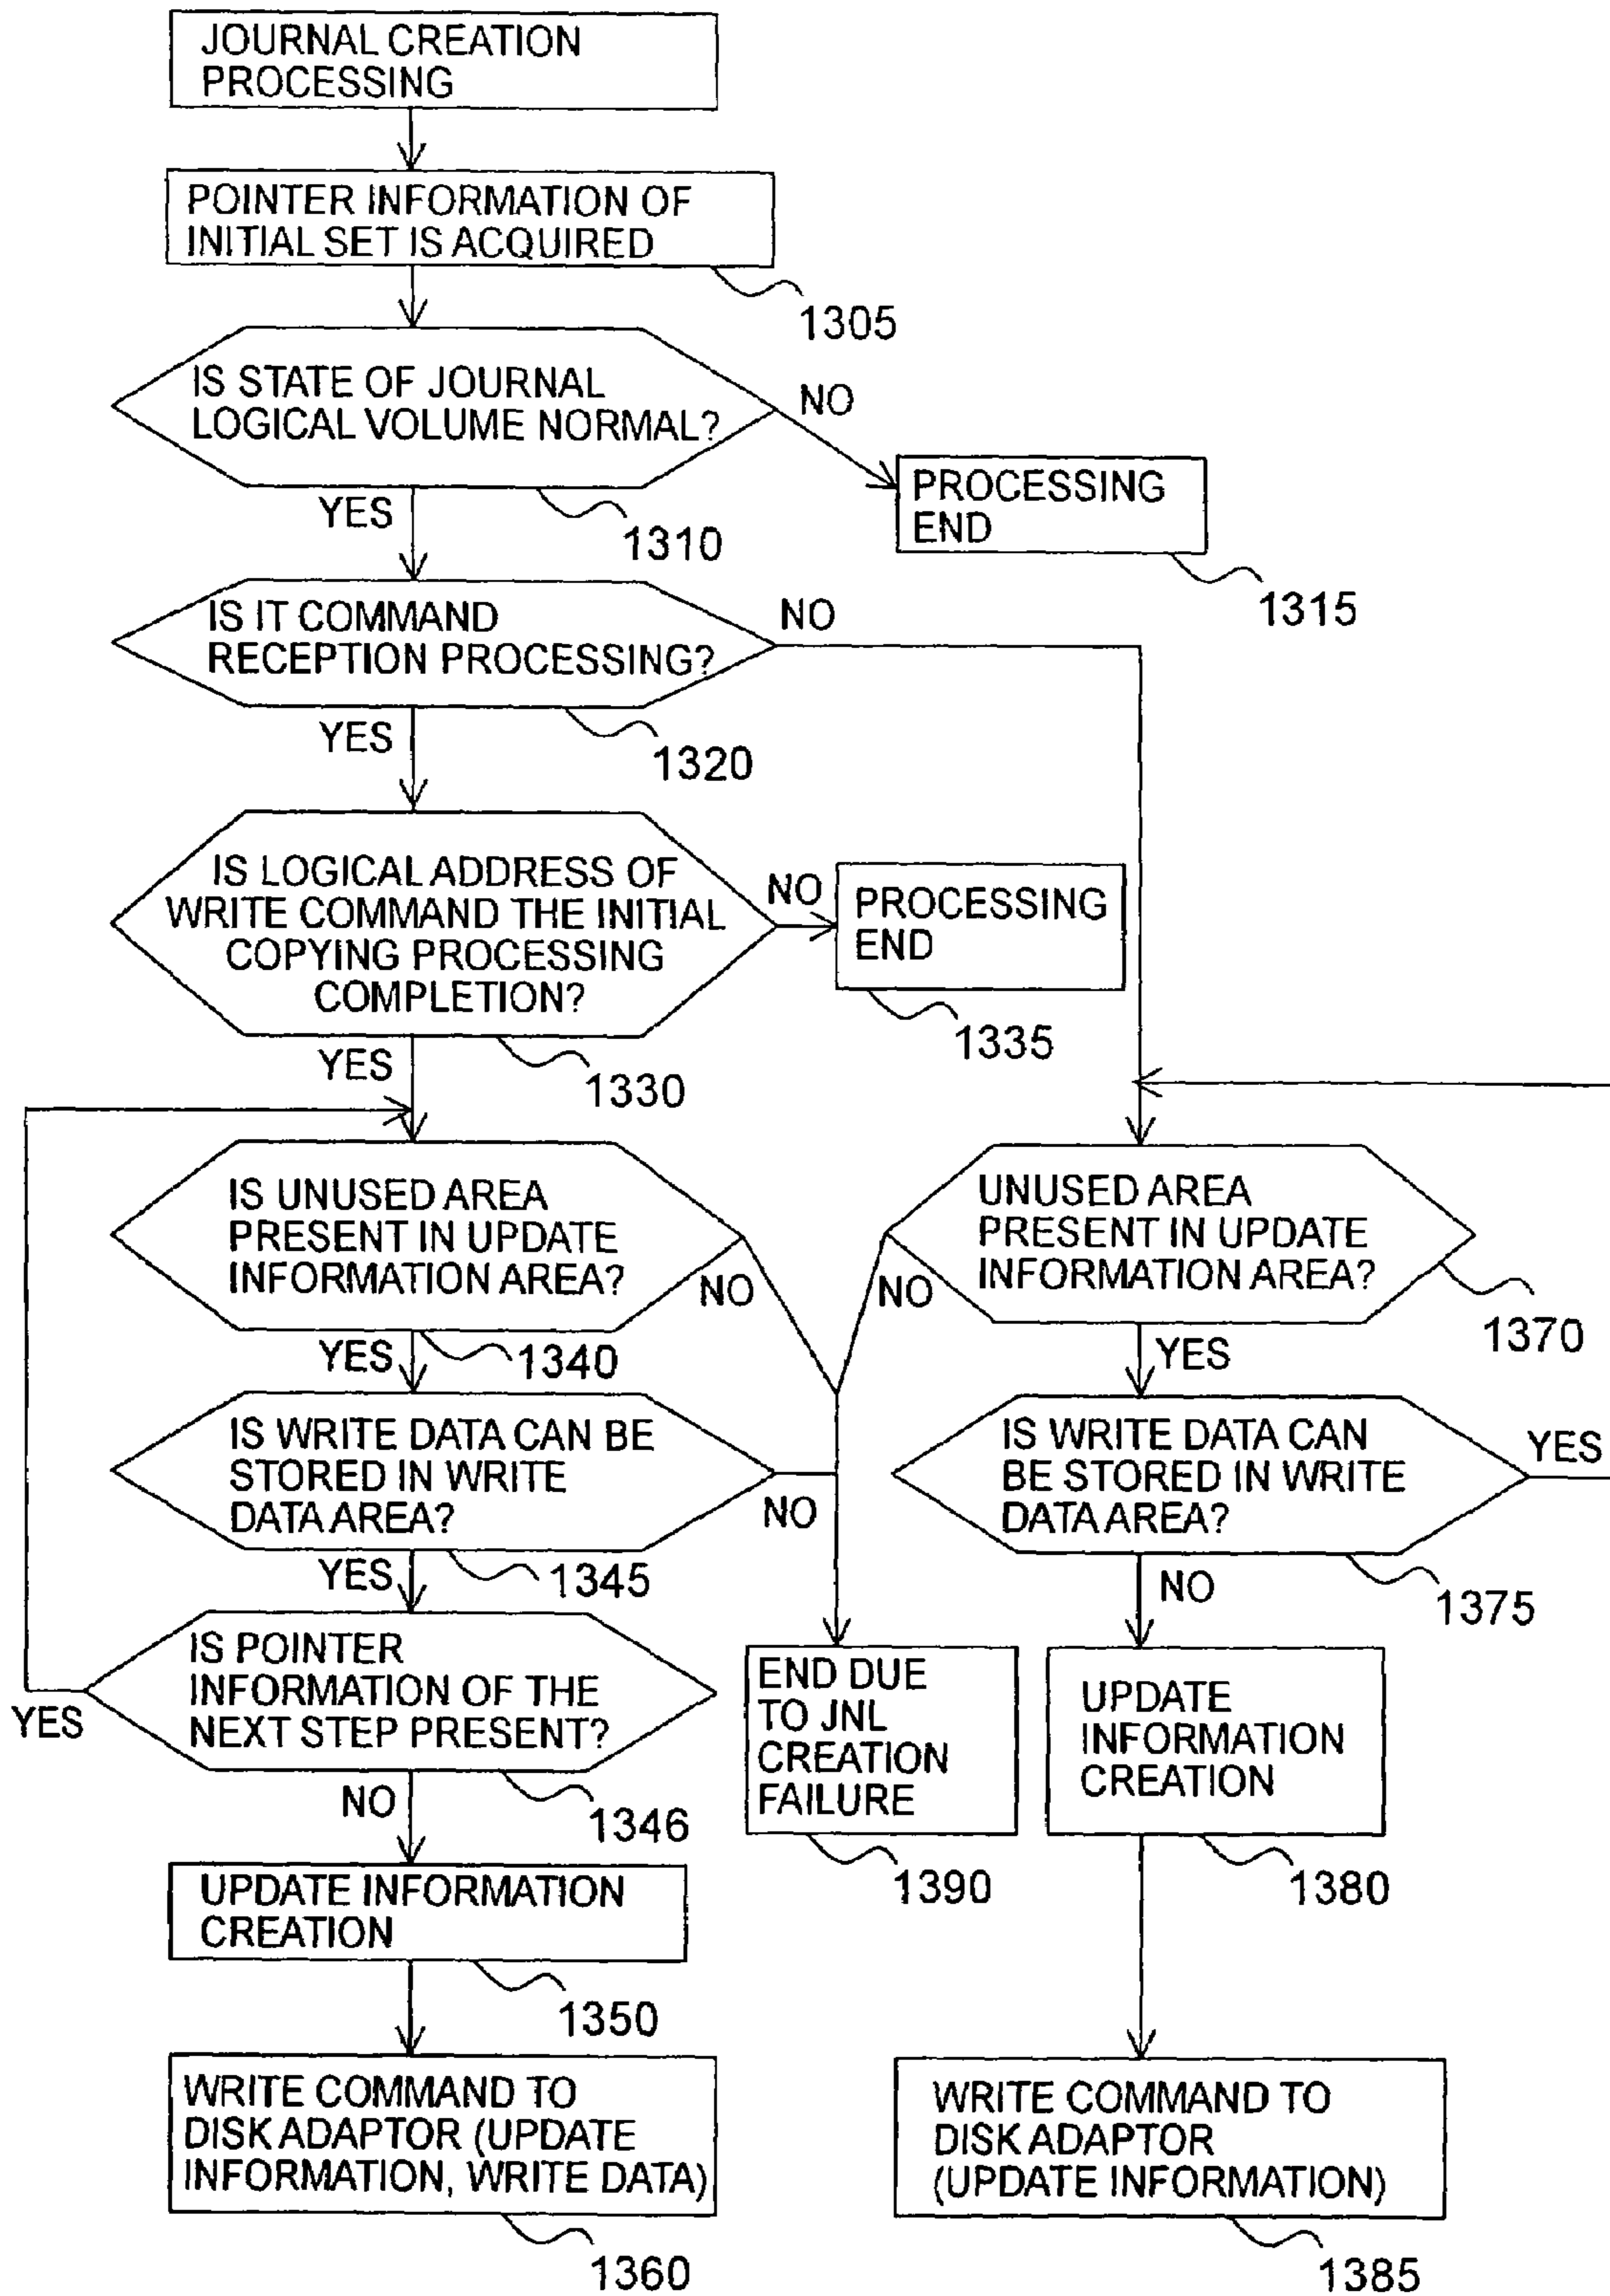 JOURNAL CREATION
PROCESSING
POINTER INFORMATION OF
INITIAL SET IS ACQUIRED
1305
IS STATE OF JOURNAL
LOGICAL VOLUME NORMAL?
NO
YES
1310
PROCESSING
END
1315
IS IT COMMAND
RECEPTION PROCESSING?
NO
YES
1320
IS LOGICAL ADDRESS OF
WRITE COMMAND THE INITIAL
COPYING PROCESSING
COMPLETION?
NO
PROCESSING
END
1335
YES
1330
IS UNUSED AREA
PRESENT IN UPDATE
INFORMATION AREA?
NO
YES
1340
UNUSED AREA
PRESENT IN UPDATE
INFORMATION AREA?
NO
1370
YES
IS WRITE DATA CAN BE
STORED IN WRITE
DATA AREA?
NO
YES
1345
IS WRITE DATA CAN
BE STORED IN WRITE
DATA AREA?
YES
NO
1375
IS POINTER
INFORMATION OF THE
NEXT STEP PRESENT?
YES
NO
1346
END DUE
TO JNL
CREATION
FAILURE
1390
UPDATE
INFORMATION
CREATION
1380
UPDATE INFORMATION
CREATION
1350
WRITE COMMAND TO
DISK ADAPTOR (UPDATE
INFORMATION, WRITE DATA)
1360
WRITE COMMAND TO
DISK ADAPTOR
(UPDATE INFORMATION)
1385